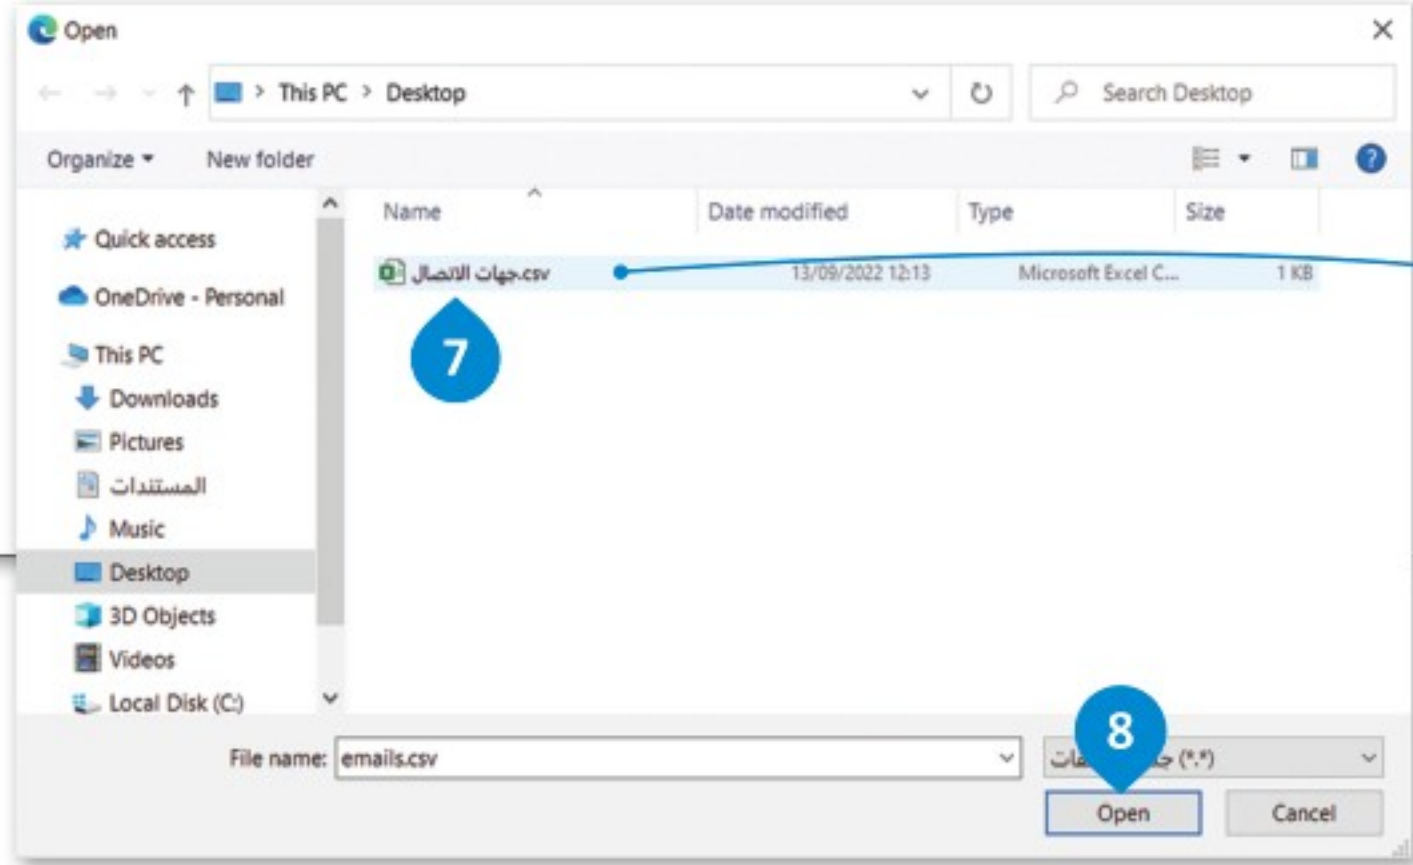 Open
This PC > Desktop
Search Desktop
Organize
New folder
Name
Date modified
Type
Size
جهات الاتصال.csv
13/09/2022 12:13
Microsoft Excel C...
1 KB
7
Quick access
OneDrive - Personal
This PC
Downloads
Pictures
المستندات
Music
Desktop
3D Objects
Videos
Local Disk (C:)
8
File name:
emails.csv
(*.*)
Open
Cancel